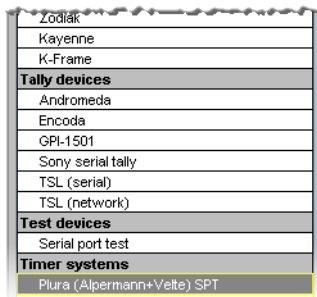 Zodiak
Kayenne
K-Frame
Tally devices
Andromeda
Encoda
GPI-1501
Sony serial tally
TSL (serial)
TSL (network)
Test devices
Serial port test
Timer systems
Plura (Alpermann+Velte) SPT